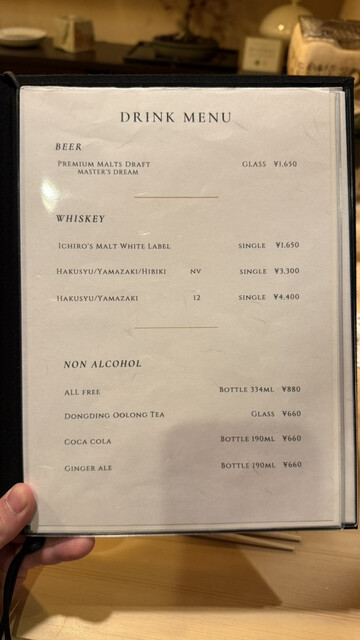 DRINK MENU
BEER
PREMIUM MALTS DRAFT GLASS ¥1,650
MASTER'S DREAM
WHISKEY
ICHIRO'S MALT WHITE LABEL SINGLE ¥1,650
HAKUSYU/YAMAZAKI/HIBIKI NV SINGLE ¥3,300
HAKUSYU/YAMAZAKI 12 SINGLE ¥4,400
NON ALCOHOL
ALL FREE BOTTLE 334ML ¥880
DONGDING OOLONG TEA GLASS ¥660
COCA COLA BOTTLE 190ML ¥660
GINGER ALE BOTTLE 190ML ¥660